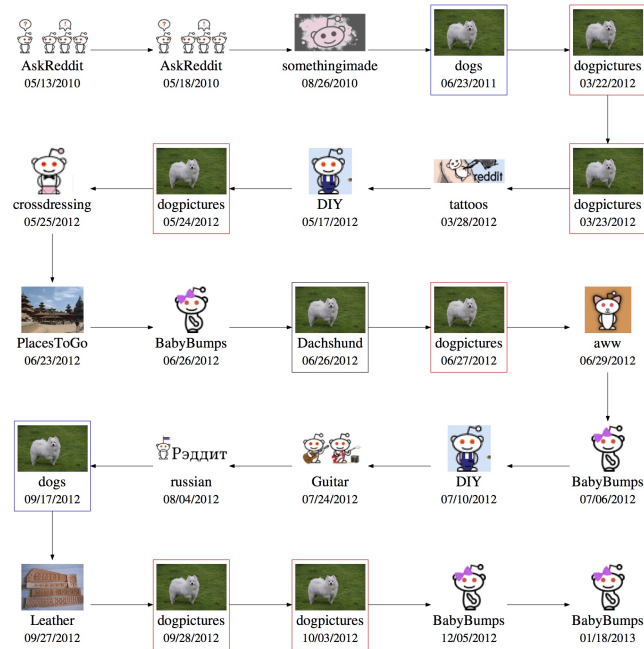 AskReddit
05/13/2010
AskReddit
05/18/2010
somethingimade
08/26/2010
dogs
06/23/2011
dogpictures
03/22/2012
crossdressing
05/25/2012
dogpictures
05/24/2012
DIY
05/17/2012
reddit
tattoos
03/28/2012
dogpictures
03/23/2012
PlacesToGo
06/23/2012
BabyBumps
06/26/2012
Dachshund
06/26/2012
dogpictures
06/27/2012
aww
06/29/2012
dogs
09/17/2012
Рэддит
russian
08/04/2012
Guitar
07/24/2012
DIY
07/10/2012
BabyBumps
07/06/2012
Leather
09/27/2012
dogpictures
09/28/2012
dogpictures
10/03/2012
BabyBumps
12/05/2012
BabyBumps
01/18/2013